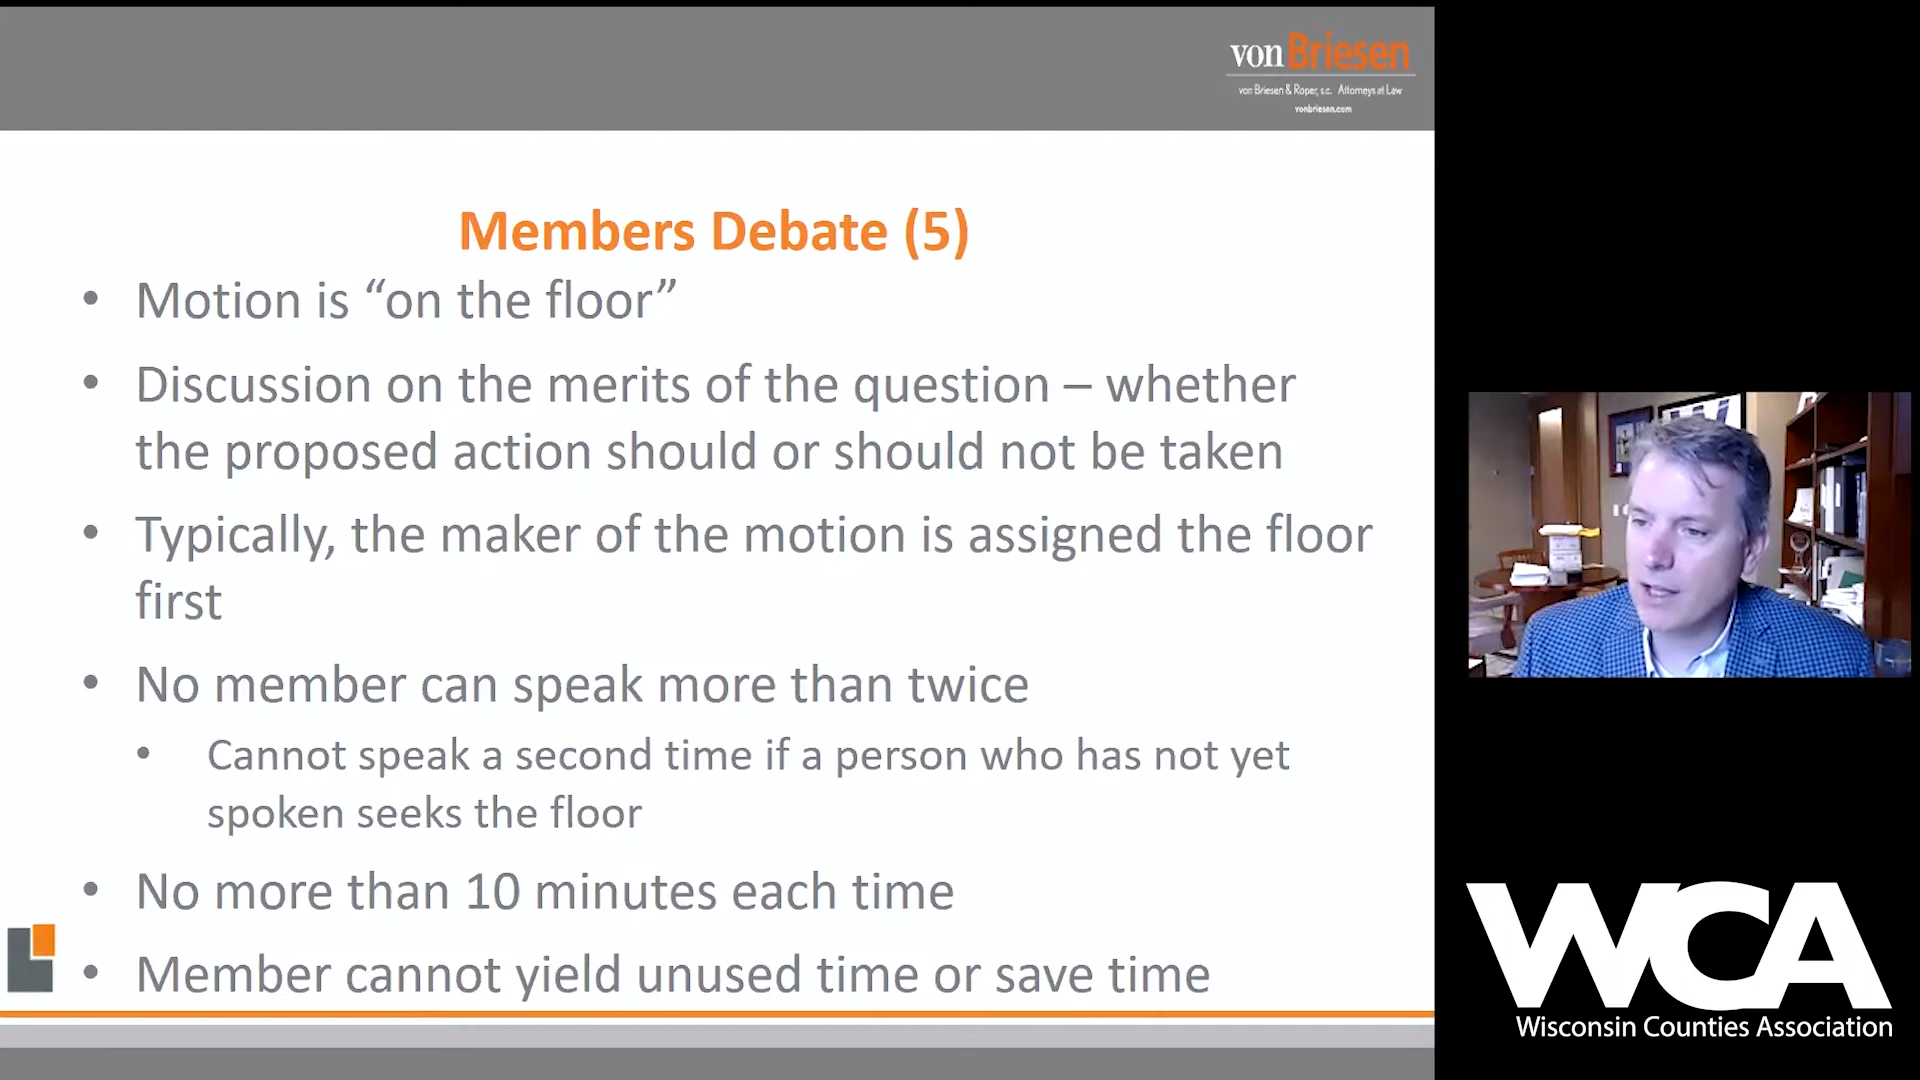 von Briesen
von Briesen & Roper, s.c. Attorneys at Law
vonbriesen.com
Members Debate (5)
• Motion is “on the floor”
• Discussion on the merits of the question – whether
the proposed action should or should not be taken
• Typically, the maker of the motion is assigned the floor
first
• No member can speak more than twice
• Cannot speak a second time if a person who has not yet
spoken seeks the floor
• No more than 10 minutes each time
• Member cannot yield unused time or save time
WCA
Wisconsin Counties Association